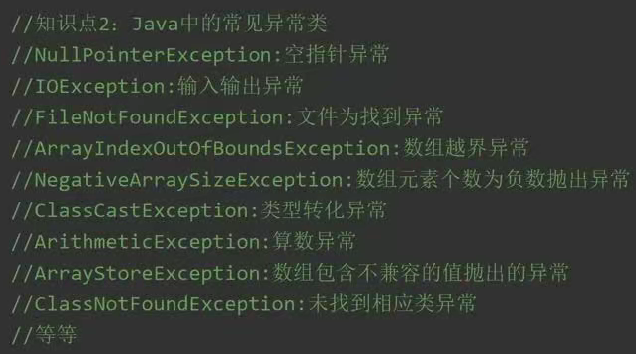 //知识点2：Java中的常见异常类
//NullPointerException:空指针异常
//IOException:输入输出异常
//FileNotFoundException:文件为找到异常
//ArrayIndexOutOfBoundsException:数组越界异常
//NegativeArraySizeException:数组元素个数为负数抛出异常
//ClassCastException:类型转化异常
//ArithmeticException:算数异常
//ArrayStoreException:数组包含不兼容的值抛出的异常
//ClassNotFoundException:未找到相应类异常
//等等